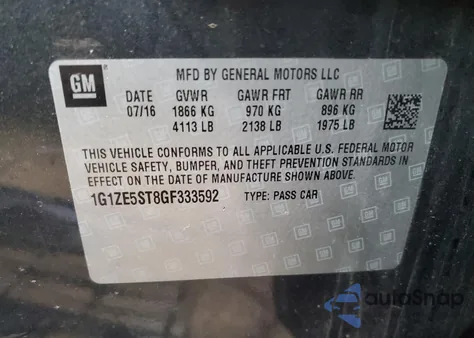 GM
MFD BY GENERAL MOTORS LLC
DATE GVWR GAWR FRT GAWR RR
07/16 1866 KG 970 KG 896 KG
4113 LB 2138 LB 1975 LB
THIS VEHICLE CONFORMS TO ALL APPLICABLE U.S. FEDERAL MOTOR
VEHICLE SAFETY, BUMPER, AND THEFT PREVENTION STANDARDS IN
EFFECT ON THE DATE OF MANUFACTURE SHOWN ABOVE.
1G1ZE5ST8GF333592 TYPE: PASS CAR
autoSnap